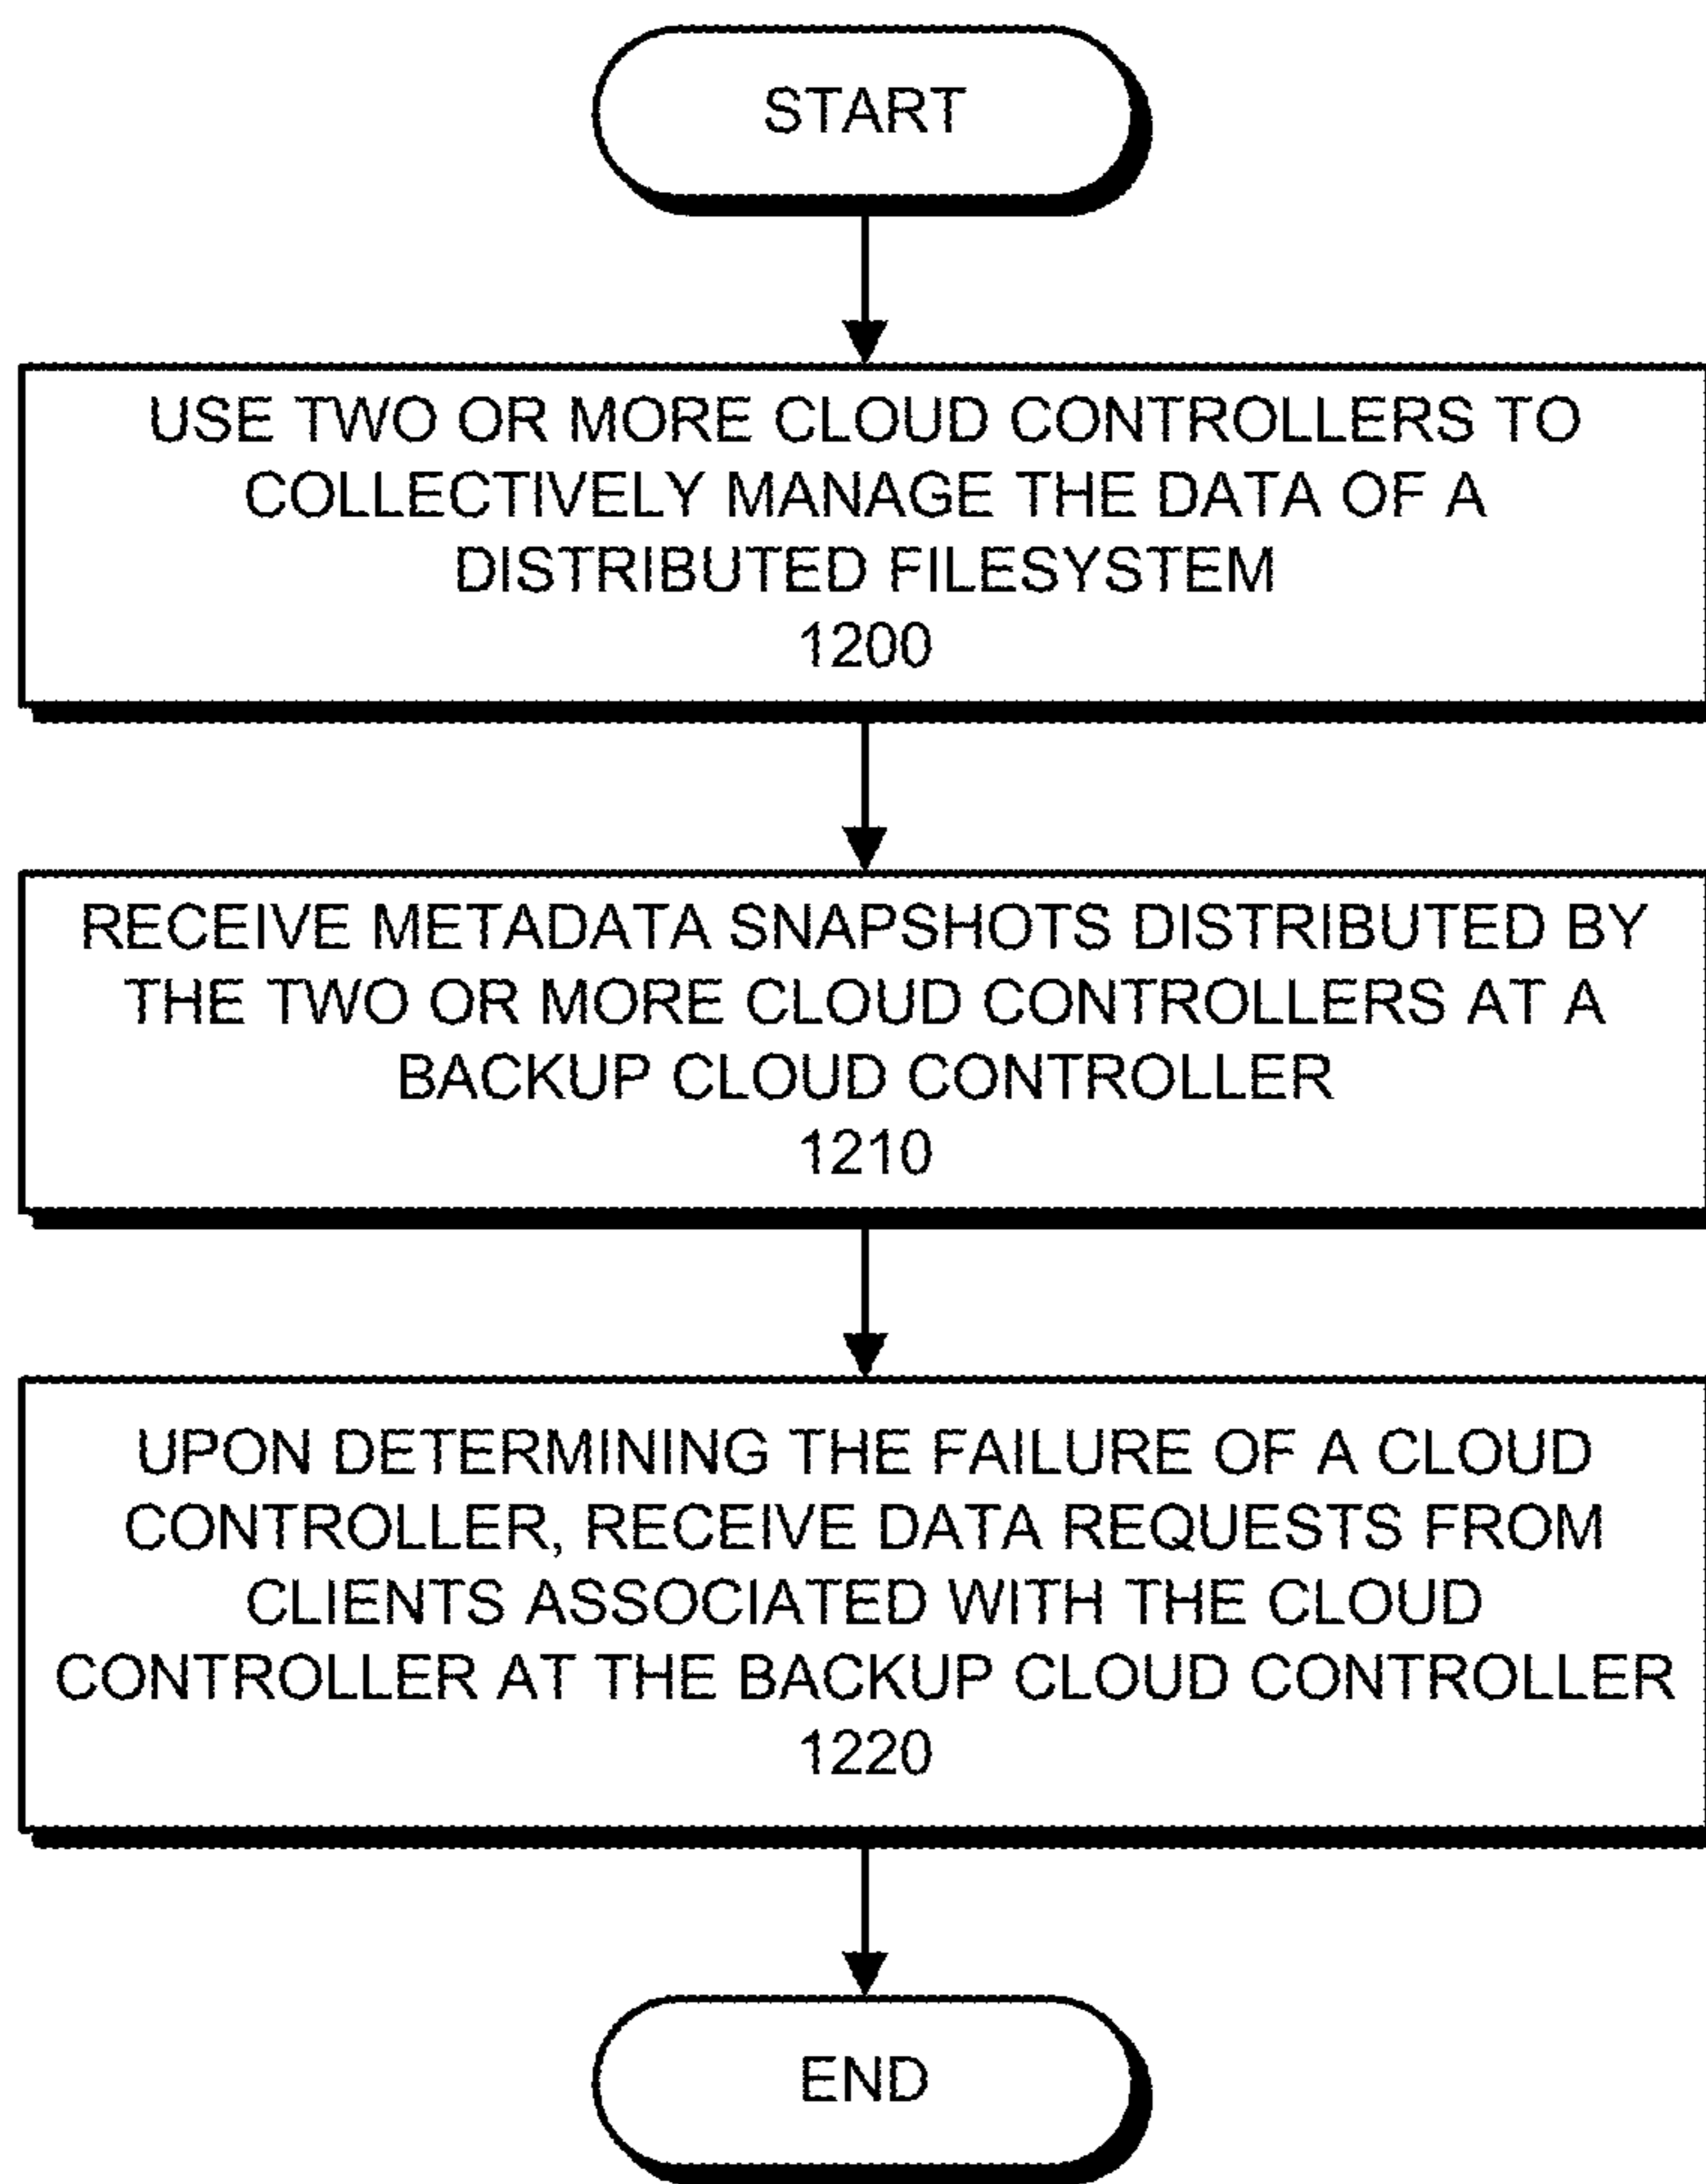 START
USE TWO OR MORE CLOUD CONTROLLERS TO
COLLECTIVELY MANAGE THE DATA OF A
DISTRIBUTED FILESYSTEM
1200
RECEIVE METADATA SNAPSHOTS DISTRIBUTED BY
THE TWO OR MORE CLOUD CONTROLLERS AT A
BACKUP CLOUD CONTROLLER
1210
UPON DETERMINING THE FAILURE OF A CLOUD
CONTROLLER, RECEIVE DATA REQUESTS FROM
CLIENTS ASSOCIATED WITH THE CLOUD
CONTROLLER AT THE BACKUP CLOUD CONTROLLER
1220
END